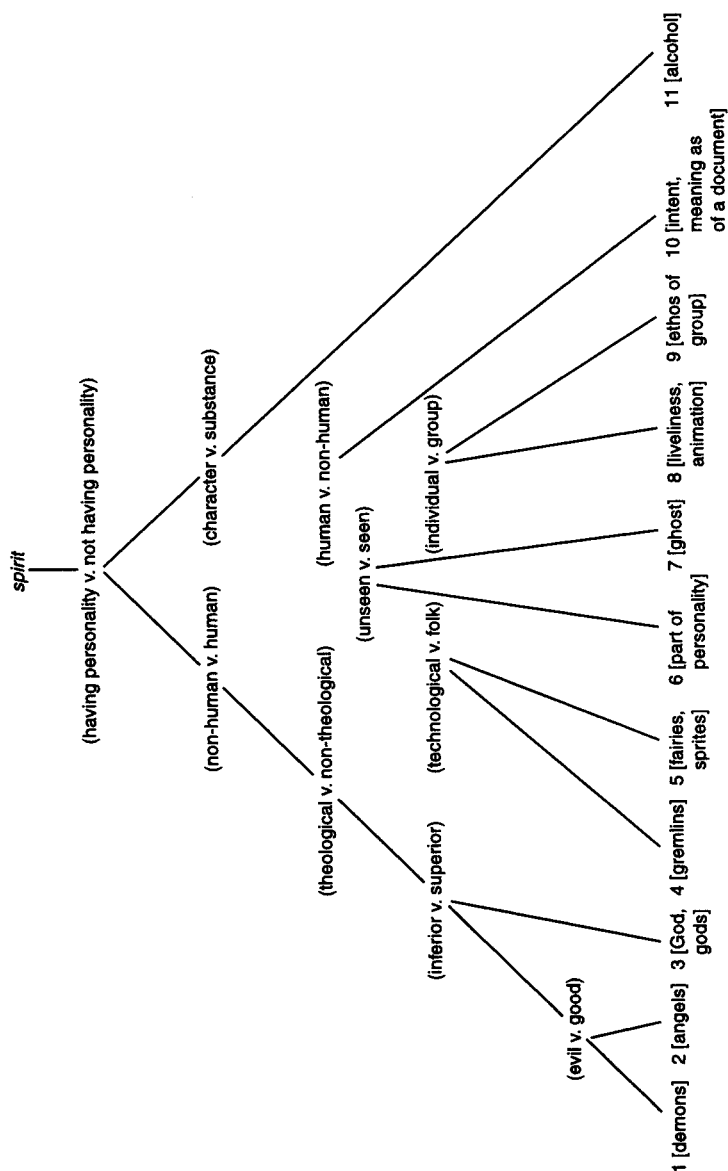 spirit
(having personality v. not having personality)
(non-human v. human)
(character v. substance)
(theological v. non-theological)
(human v. non-human)
(unseen v. seen)
(inferior v. superior)
(technological v. folk)
(individual v. group)
(evil v. good)
1 [demons]
2 [angels]
3 [God,
gods]
4 [gremlins]
5 [fairies,
sprites]
6 [part of
personality]
7 [ghost]
8 [liveliness,
animation]
9 [ethos of
group]
10 [intent,
meaning as
of a document]
11 [alcohol]